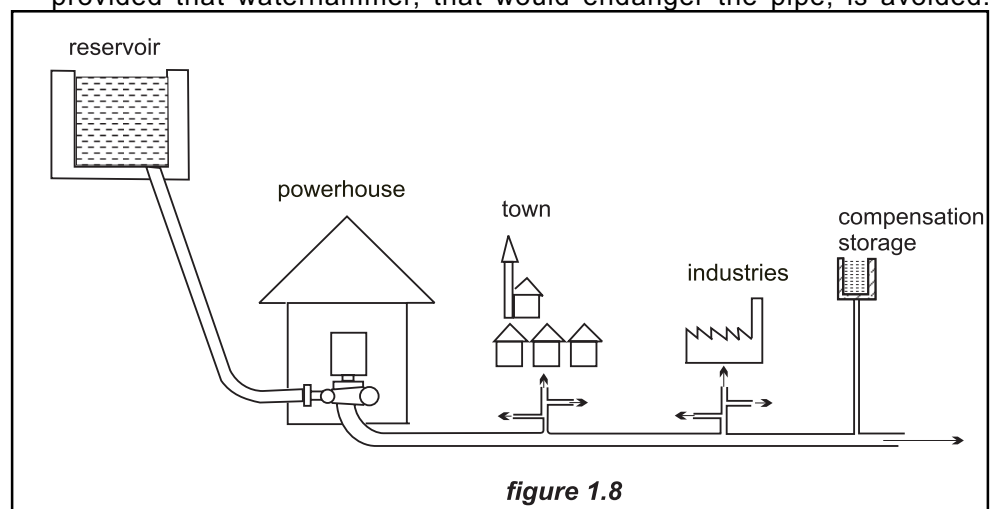 provided that waterhammer, that would endanger the pipe, is avoided.
reservoir
powerhouse
town
compensation
storage
industries
figure 1.8